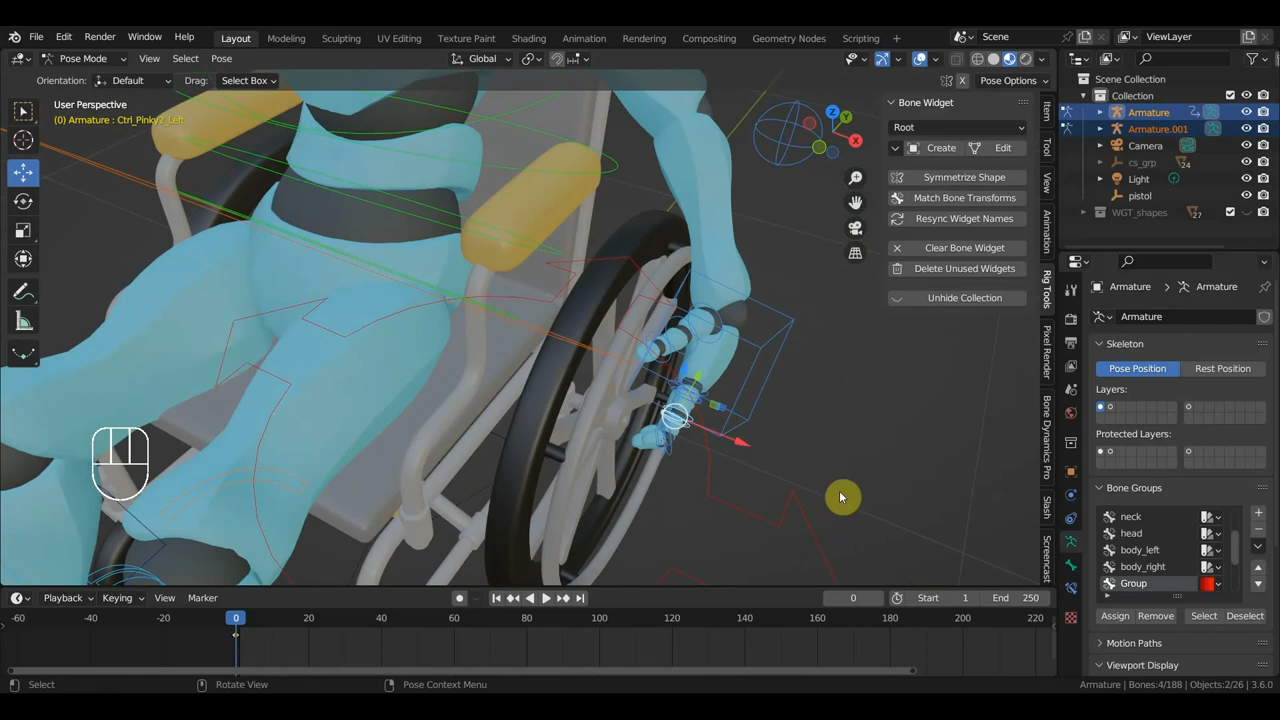 File Edit Render Window Help Layout Modeling Sculpting UV Editing Texture Paint Shading Animation Rendering Compositing Geometry Nodes Scripting + Scene ViewLayer
Pose Mode View Select Pose Global
Orientation: Default Drag: Select Box X Pose Options
User Perspective
(0) Armature : Ctrl_Pinky2_Left
Z
Y
X
Bone Widget
Root
Create Edit
Symmetrize Shape
Match Bone Transforms
Resync Widget Names
Clear Bone Widget
Delete Unused Widgets
Unhide Collection
Item
Tool
View
Animation
Rig Tools
Pixel Render
Bone Dynamics Pro
Slash
Screencast
Scene Collection
Collection
Armature
Armature.001
Camera
cs_grp 24
Light
pistol
WGT_shapes 27
Armature > Armature
Armature
Skeleton
Pose Position Rest Position
Layers:
Protected Layers:
Bone Groups
neck
head
body_left
body_right
Group
Assign Remove Select Deselect
Motion Paths
Viewport Display
Playback Keying View Marker 0 Start 1 End 250
-60 -40 -20 0 20 40 60 80 100 120 140 160 180 200 220
Select Rotate View Pose Context Menu Armature | Bones:4/188 | Objects:2/26 | 3.6.0